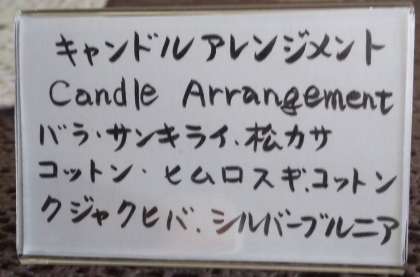 キャンドルアレンジメント
Candle Arrangement
バラ・サンキライ.松カサ
コットン・ヒムロスギ.コットン
クジャクヒバ.シルバーブルニア